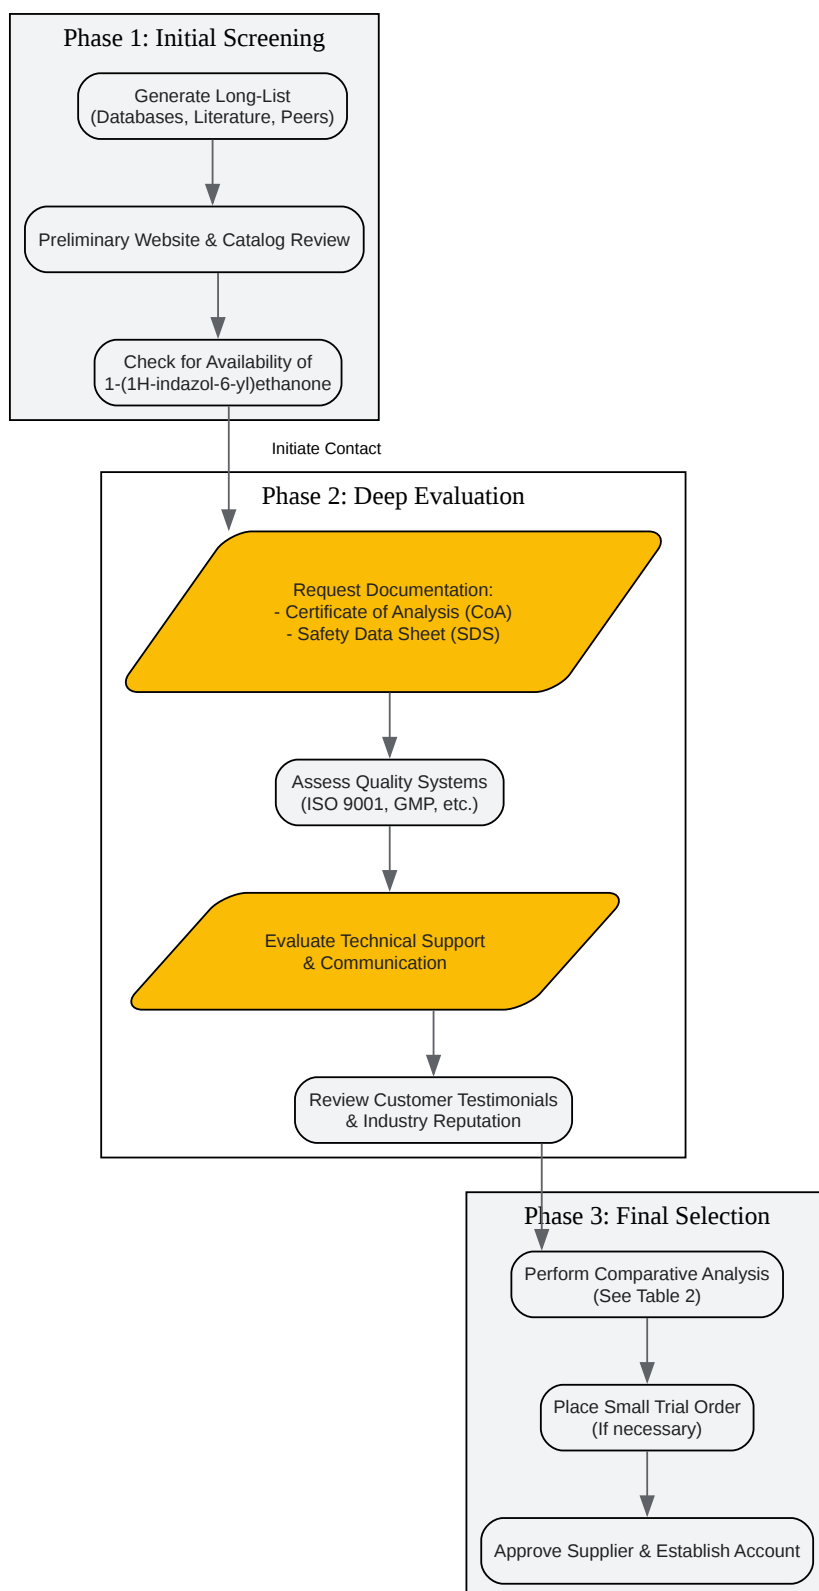 Phase 1: Initial Screening
Generate Long-List
(Databases, Literature, Peers)
Preliminary Website & Catalog Review
Check for Availability of
1-(1H-indazol-6-yl)ethanone
Initiate Contact
Phase 2: Deep Evaluation
Request Documentation:
- Certificate of Analysis (CoA)
- Safety Data Sheet (SDS)
Assess Quality Systems
(ISO 9001, GMP, etc.)
Evaluate Technical Support
& Communication
Review Customer Testimonials
& Industry Reputation
Phase 3: Final Selection
Perform Comparative Analysis
(See Table 2)
Place Small Trial Order
(If necessary)
Approve Supplier & Establish Account